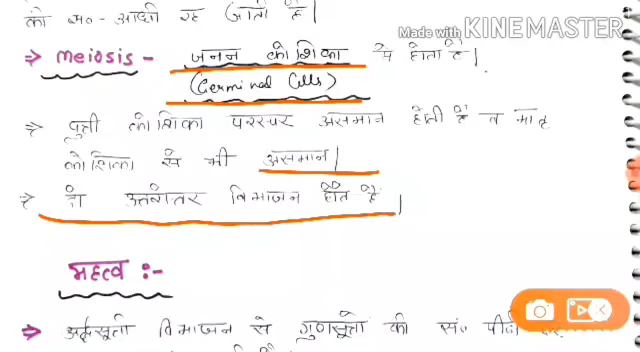 की सं०- आधी रह जाती है|
Made with KINEMASTER
⇒ Meiosis - जनन कोशिका में होता है|
(Germinal Cells)
⇒ पुत्री कोशिका परस्पर असमान होती है व मातृ
कोशिका से भी असमान|
⇒ दो उत्तरोत्तर विभाजन होते है|
महत्व :-
⇒ अर्द्धसूत्री विभाजन से गुणसूत्रो की सं० पीढी